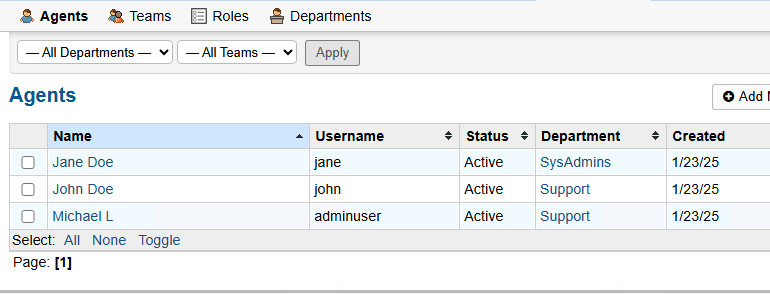 Agents Teams Roles Departments
— All Departments — — All Teams — Apply
Agents
Add
Name Username Status Department Created
Jane Doe jane Active SysAdmins 1/23/25
John Doe john Active Support 1/23/25
Michael L adminuser Active Support 1/23/25
Select: All None Toggle
Page: [1]